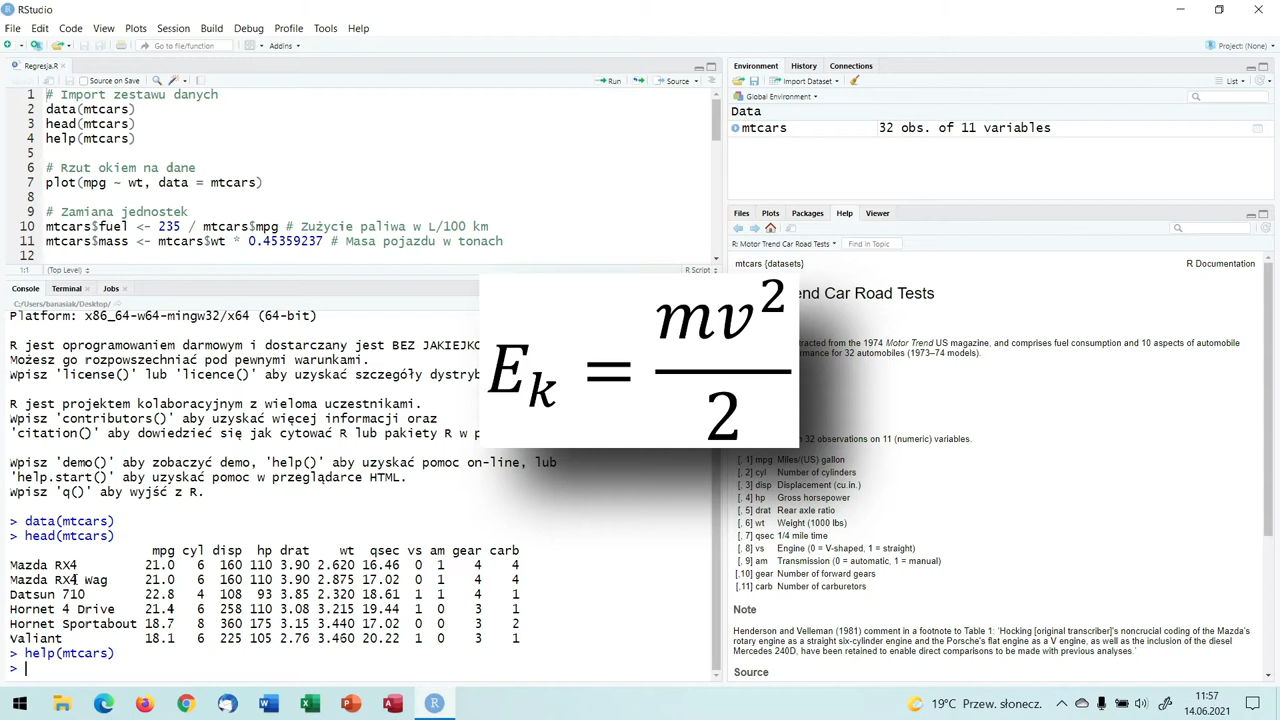 RStudio
File Edit Code View Plots Session Build Debug Profile Tools Help
Go to file/function Addins Project: (None)
Regresja.R
Source on Save Run Source
1 # Import zestawu danych
2 data(mtcars)
3 head(mtcars)
4 help(mtcars)
5
6 # Rzut okiem na dane
7 plot(mpg ~ wt, data = mtcars)
8
9 # Zamiana jednostek
10 mtcars$fuel <- 235 / mtcars$mpg # Zużycie paliwa w L/100 km
11 mtcars$mass <- mtcars$wt * 0.45359237 # Masa pojazdu w tonach
12
1:1 (Top Level) R Script
Console Terminal Jobs
C:/Users/banasiak/Desktop/
Platform: x86_64-w64-mingw32/x64 (64-bit)
R jest oprogramowaniem darmowym i dostarczany jest BEZ JAKIEJKO
Możesz go rozpowszechniać pod pewnymi warunkami.
Wpisz 'license()' lub 'licence()' aby uzyskać szczegóły dystryb
R jest projektem kolaboracyjnym z wieloma uczestnikami.
Wpisz 'contributors()' aby uzyskać więcej informacji oraz
'citation()' aby dowiedzieć się jak cytować R lub pakiety R w p
Wpisz 'demo()' aby zobaczyć demo, 'help()' aby uzyskać pomoc on-line, lub
'help.start()' aby uzyskać pomoc w przeglądarce HTML.
Wpisz 'q()' aby wyjść z R.
> data(mtcars)
> head(mtcars)
mpg cyl disp hp drat wt qsec vs am gear carb
Mazda RX4 21.0 6 160 110 3.90 2.620 16.46 0 1 4 4
Mazda RX4 Wag 21.0 6 160 110 3.90 2.875 17.02 0 1 4 4
Datsun 710 22.8 4 108 93 3.85 2.320 18.61 1 1 4 1
Hornet 4 Drive 21.4 6 258 110 3.08 3.215 19.44 1 0 3 1
Hornet Sportabout 18.7 8 360 175 3.15 3.440 17.02 0 0 3 2
Valiant 18.1 6 225 105 2.76 3.460 20.22 1 0 3 1
> help(mtcars)
>
E_k = mv²/2
Environment History Connections
Import Dataset List
Global Environment
Data
mtcars 32 obs. of 11 variables
Files Plots Packages Help Viewer
R: Motor Trend Car Road Tests Find in Topic
mtcars {datasets} R Documentation
end Car Road Tests
tracted from the 1974 Motor Trend US magazine, and comprises fuel consumption and 10 aspects of automobile
formance for 32 automobiles (1973–74 models).
32 observations on 11 (numeric) variables.
[, 1] mpg Miles/(US) gallon
[, 2] cyl Number of cylinders
[, 3] disp Displacement (cu.in.)
[, 4] hp Gross horsepower
[, 5] drat Rear axle ratio
[, 6] wt Weight (1000 lbs)
[, 7] qsec 1/4 mile time
[, 8] vs Engine (0 = V-shaped, 1 = straight)
[, 9] am Transmission (0 = automatic, 1 = manual)
[,10] gear Number of forward gears
[,11] carb Number of carburetors
Note
Henderson and Velleman (1981) comment in a footnote to Table 1: 'Hocking [original transcriber]'s noncrucial coding of the Mazda's
rotary engine as a straight six-cylinder engine and the Porsche's flat engine as a V engine, as well as the inclusion of the diesel
Mercedes 240D, have been retained to enable direct comparisons to be made with previous analyses.'
Source
19°C Przew. słonecz.
11:57
14.06.2021